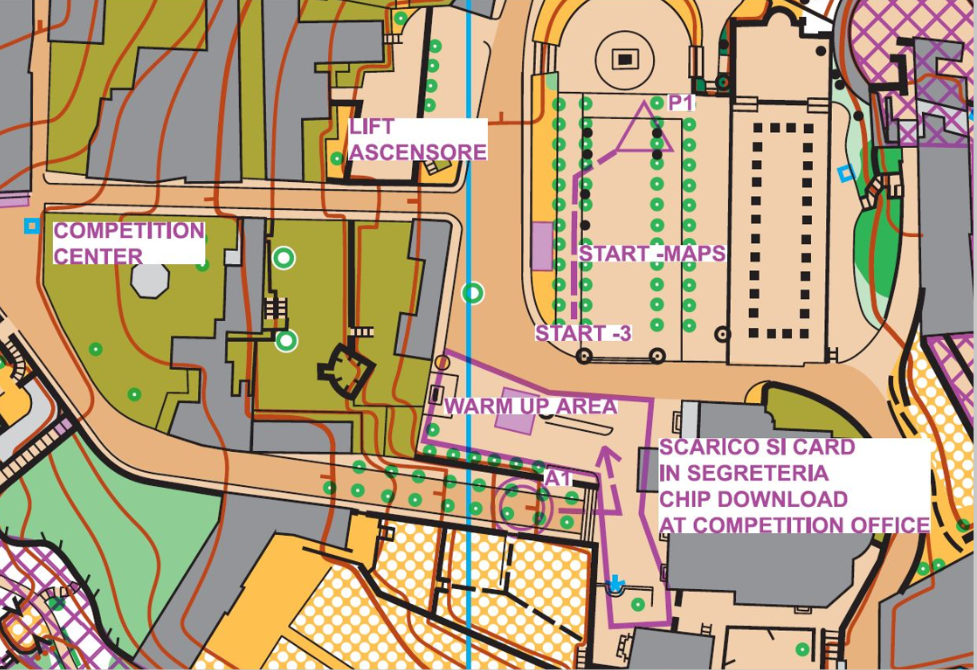 P1
LIFT
ASCENSORE
COMPETITION
CENTER
START -MAPS
START -3
WARM UP AREA
SCARICO SI CARD
IN SEGRETERIA
CHIP DOWNLOAD
AT COMPETITION OFFICE
A1